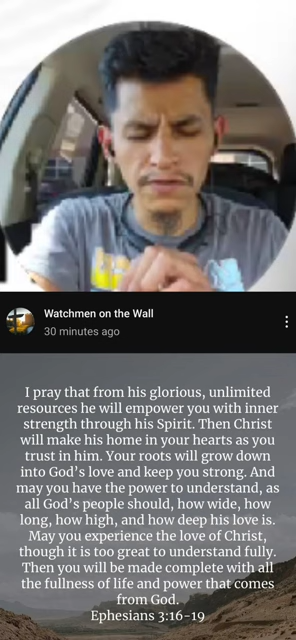 Watchmen on the Wall
30 minutes ago
I pray that from his glorious, unlimited
resources he will empower you with inner
strength through his Spirit. Then Christ
will make his home in your hearts as you
trust in him. Your roots will grow down
into God’s love and keep you strong. And
may you have the power to understand, as
all God’s people should, how wide, how
long, how high, and how deep his love is.
May you experience the love of Christ,
though it is too great to understand fully.
Then you will be made complete with all
the fullness of life and power that comes
from God.
Ephesians 3:16-19